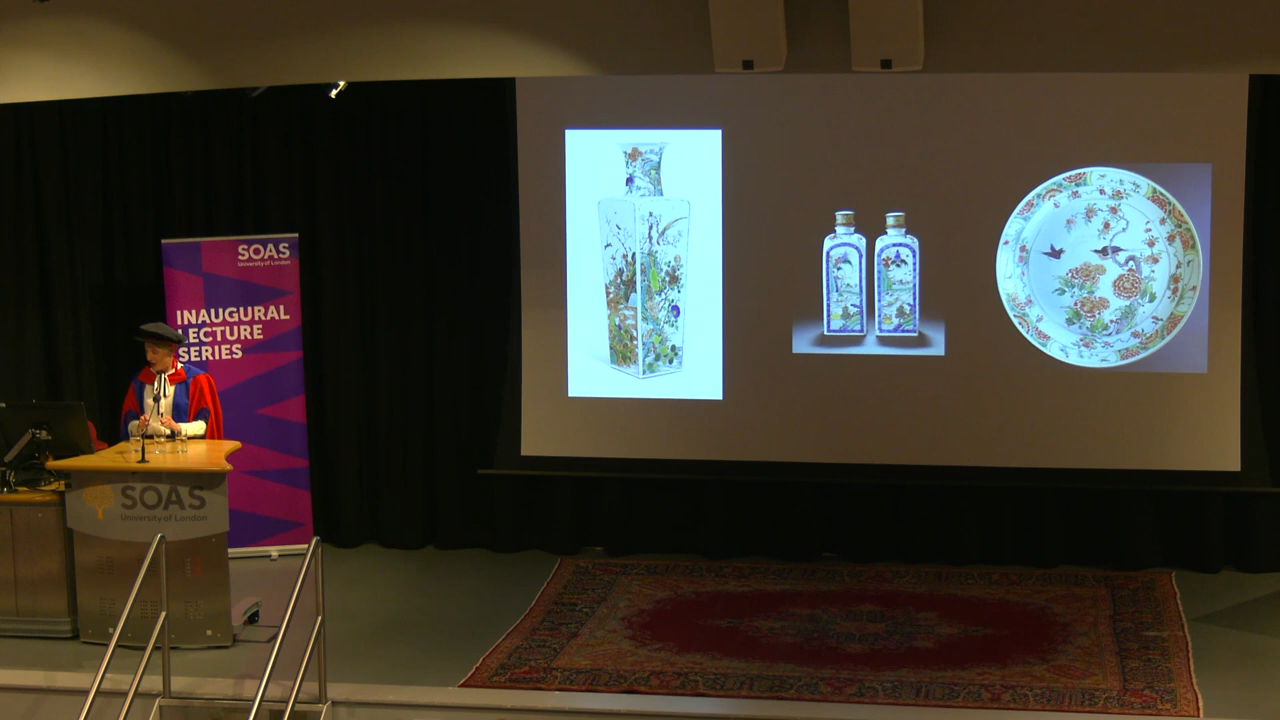 SOAS
University of London
INAUGURAL
LECTURE
SERIES
SOAS
University of London